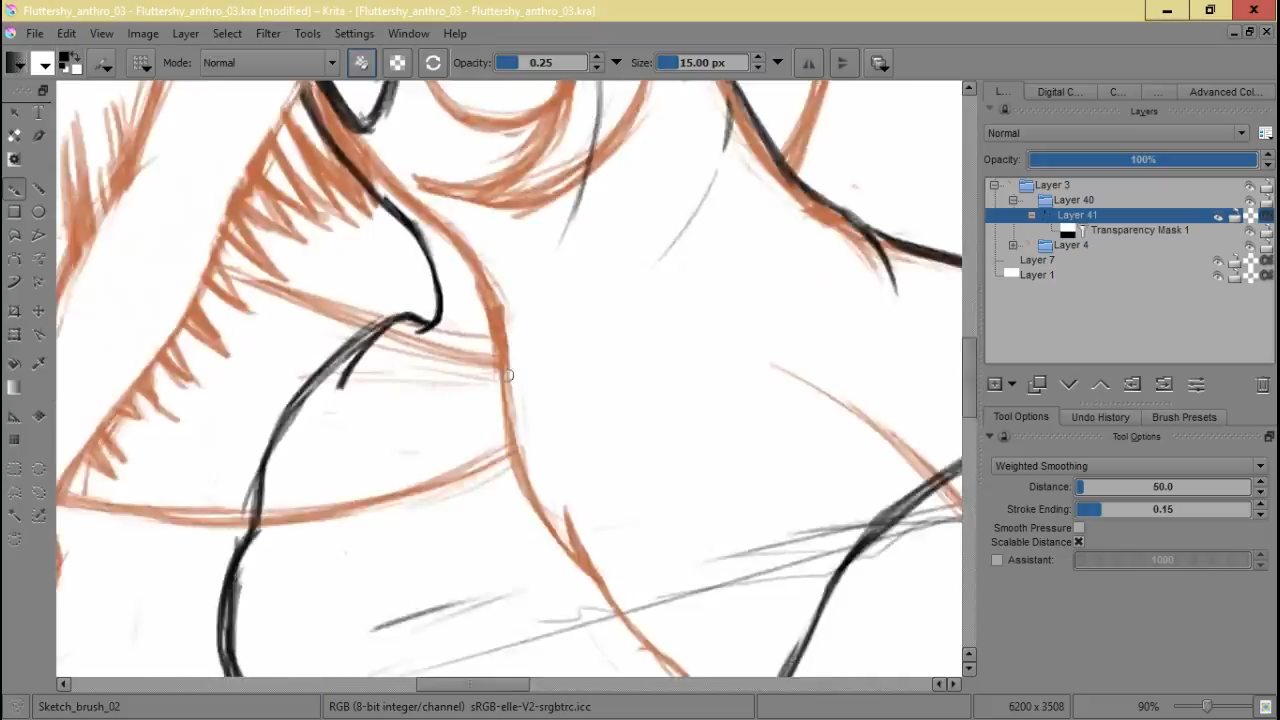 Fluttershy_anthro_03 - Fluttershy_anthro_03.kra [modified] – Krita - [Fluttershy_anthro_03 - Fluttershy_anthro_03.kra]
File Edit View Image Layer Select Filter Tools Settings Window Help
Mode: Normal Opacity: 0.25 Size: 15.00 px
L... Digital C... C... ... Advanced Col...
Layers
Normal
Opacity: 100%
Layer 3
Layer 40
Layer 41
Transparency Mask 1
Layer 4
Layer 7
Layer 1
Tool Options Undo History Brush Presets
Tool Options
Weighted Smoothing
Distance: 50.0
Stroke Ending: 0.15
Smooth Pressure
Scalable Distance
Assistant: 1000
Sketch_brush_02 RGB (8-bit integer/channel) sRGB-elle-V2-srgbtrc.icc 6200 x 3508 90%